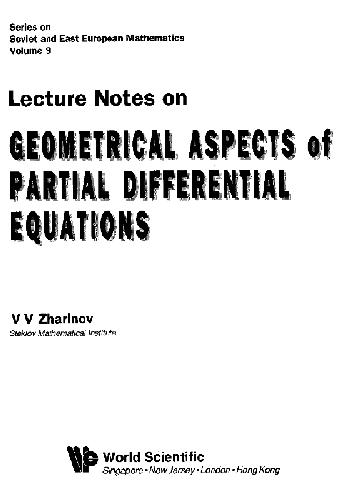 Series on
Soviet and East European Mathematics
Volume 9
Lecture Notes on
GEOMETRICAL ASPECTS of
PARTIAL DIFFERENTIAL
EQUATIONS
V V Zharinov
Steklov Mathematical Institute
World Scientific
Singapore • New Jersey • London • Hong Kong